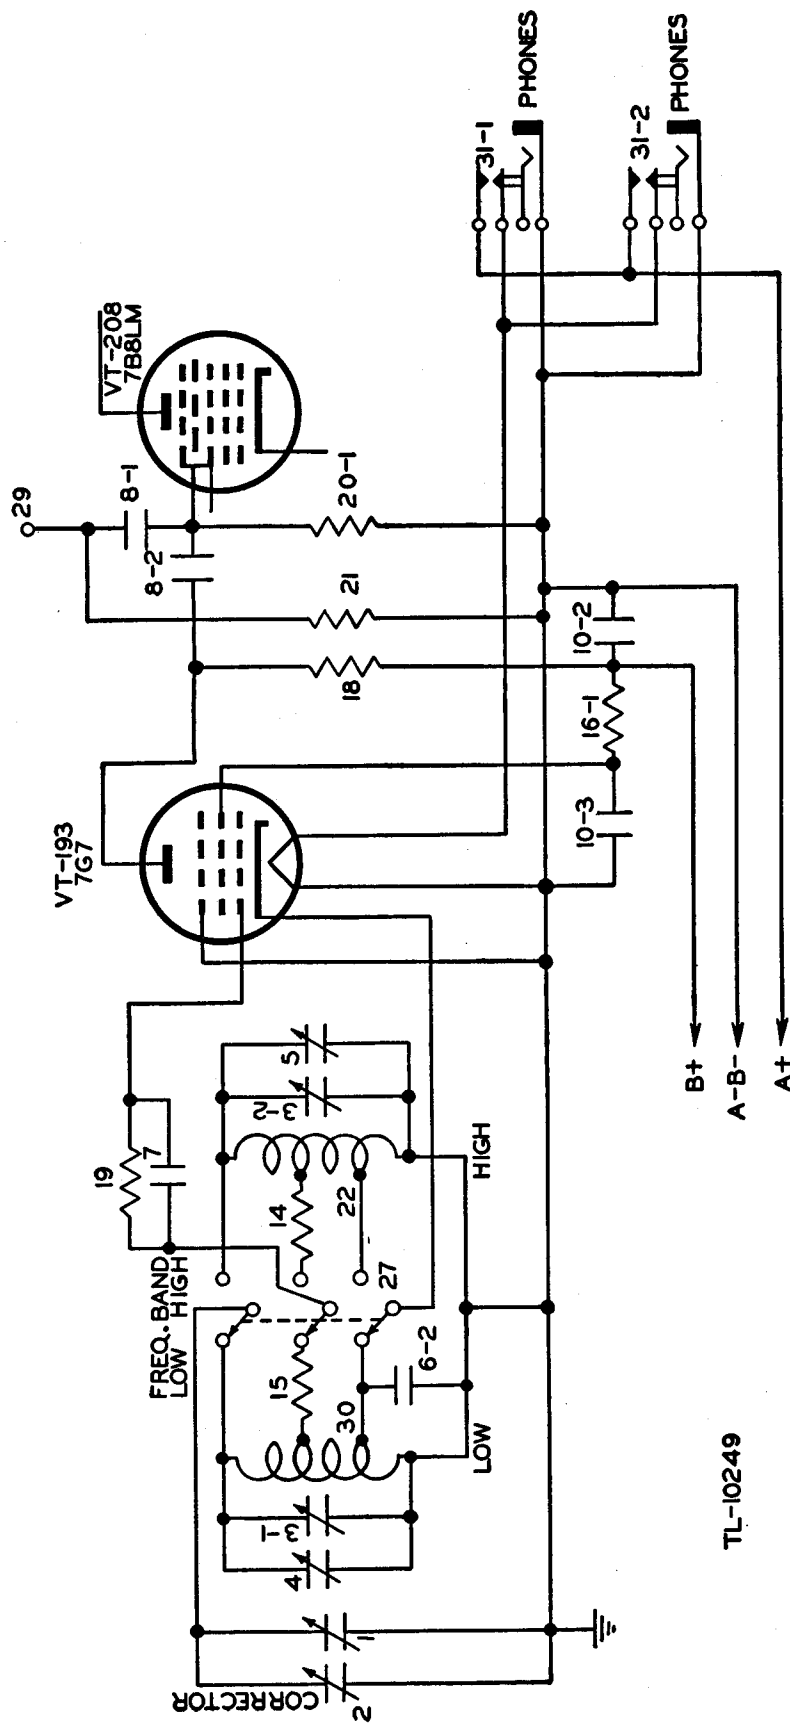 CORRECTOR
2
1
4
3-1
LOW
30
15
6-2
FREQ. BAND
LOW HIGH
27
14
22
HIGH
3-2
5
19
7
VT-193
7G7
18
21
8-2
8-1
29
20-1
VT-208
7B8LM
10-3
16-1
10-2
B+
A-B-
A+
31-1
PHONES
31-2
PHONES
TL-10249